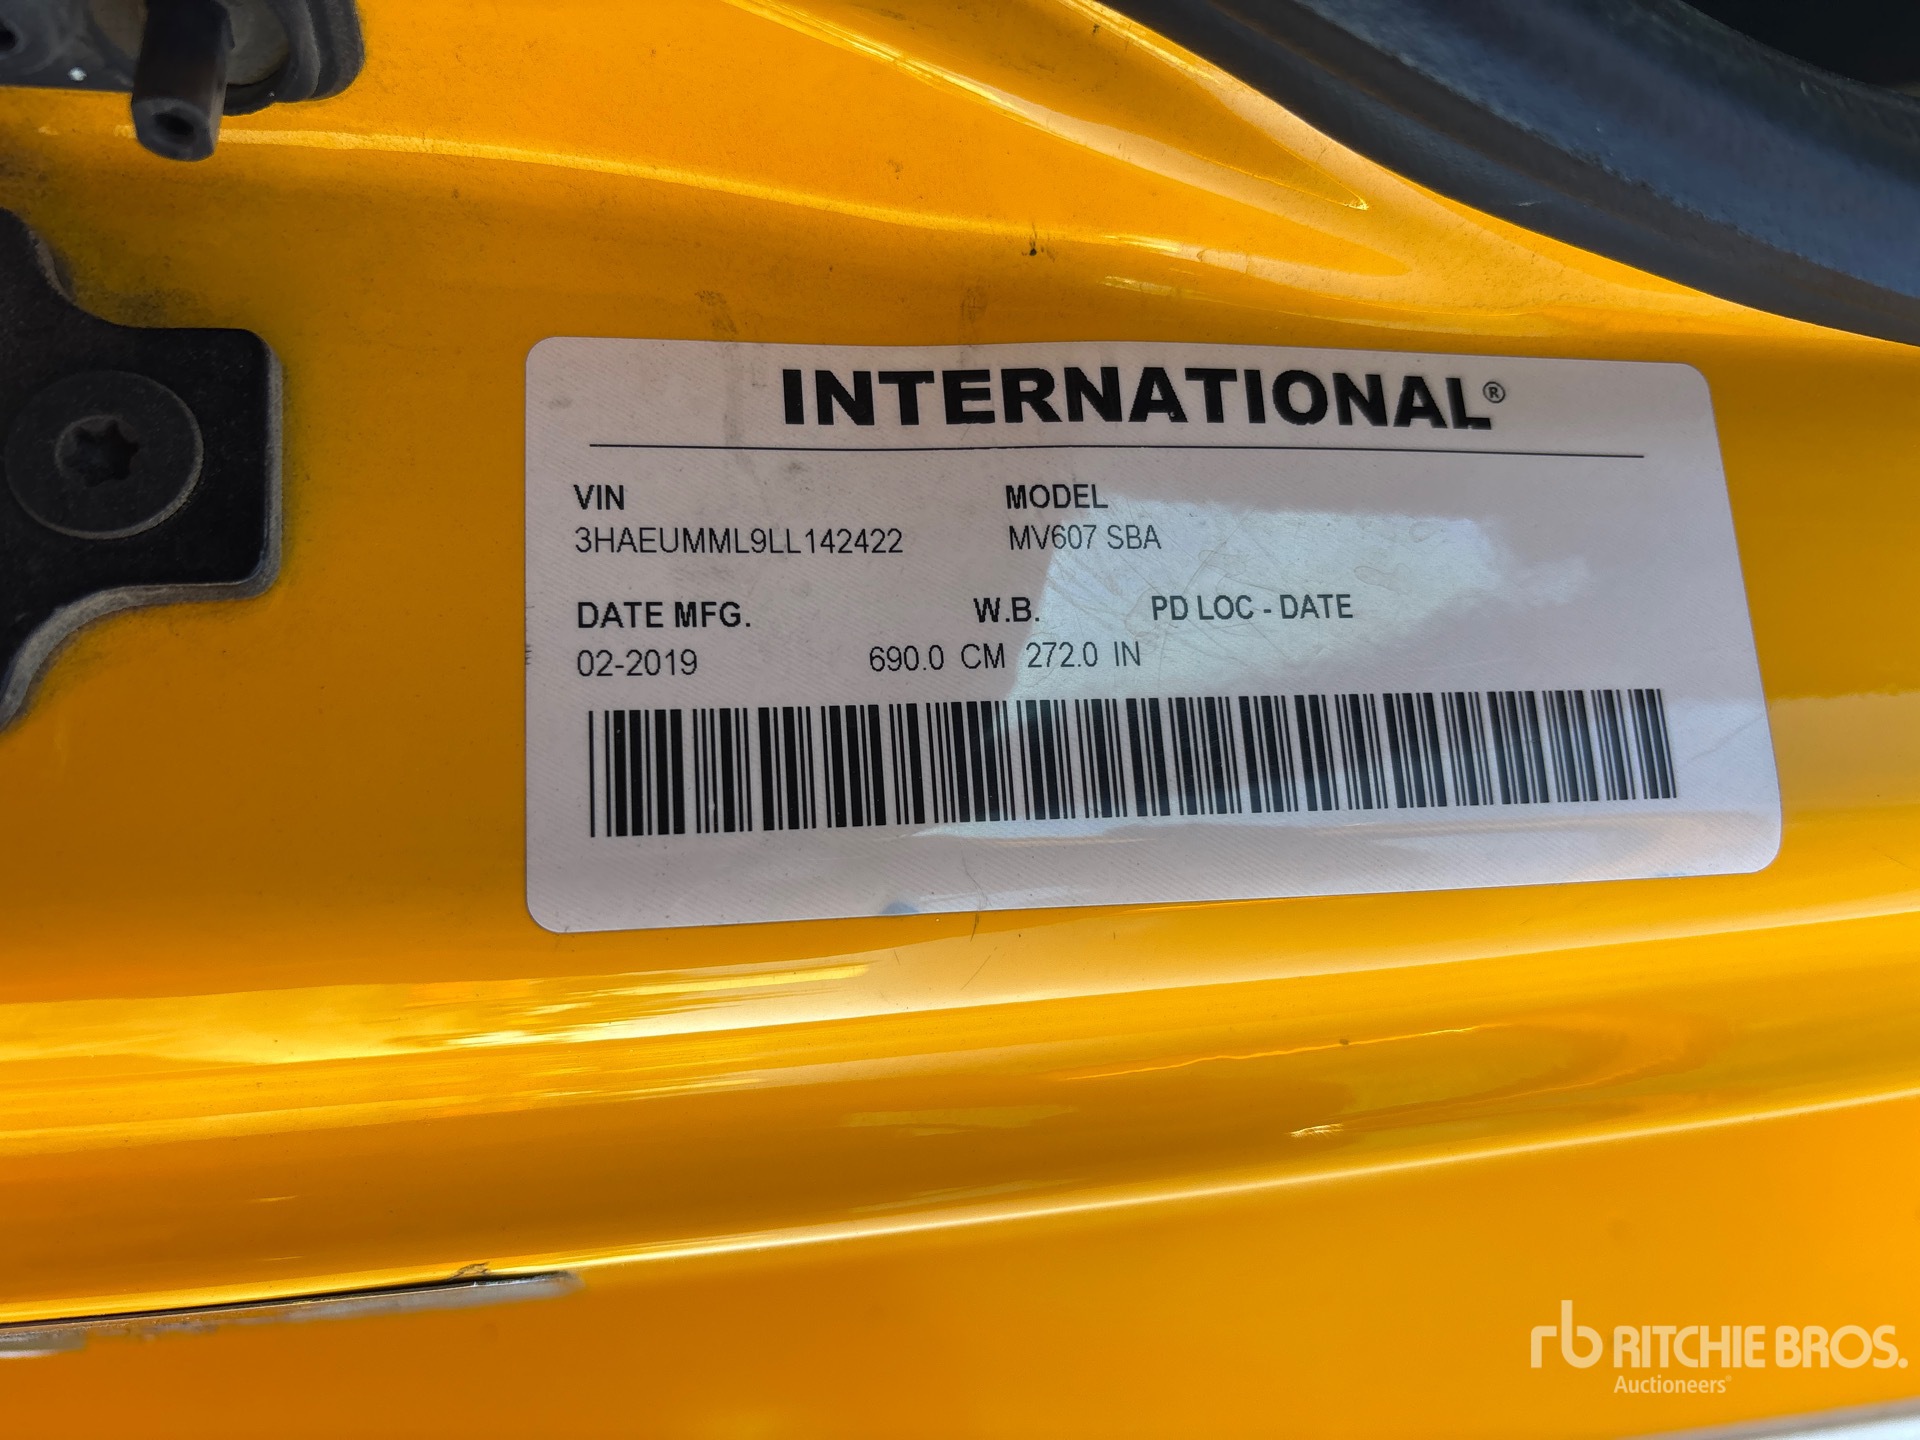 INTERNATIONAL®
VIN MODEL
3HAEUMML9LL142422 MV607 SBA
DATE MFG. W.B. PD LOC - DATE
02-2019 690.0 CM 272.0 IN
rb RITCHIE BROS.
Auctioneers®